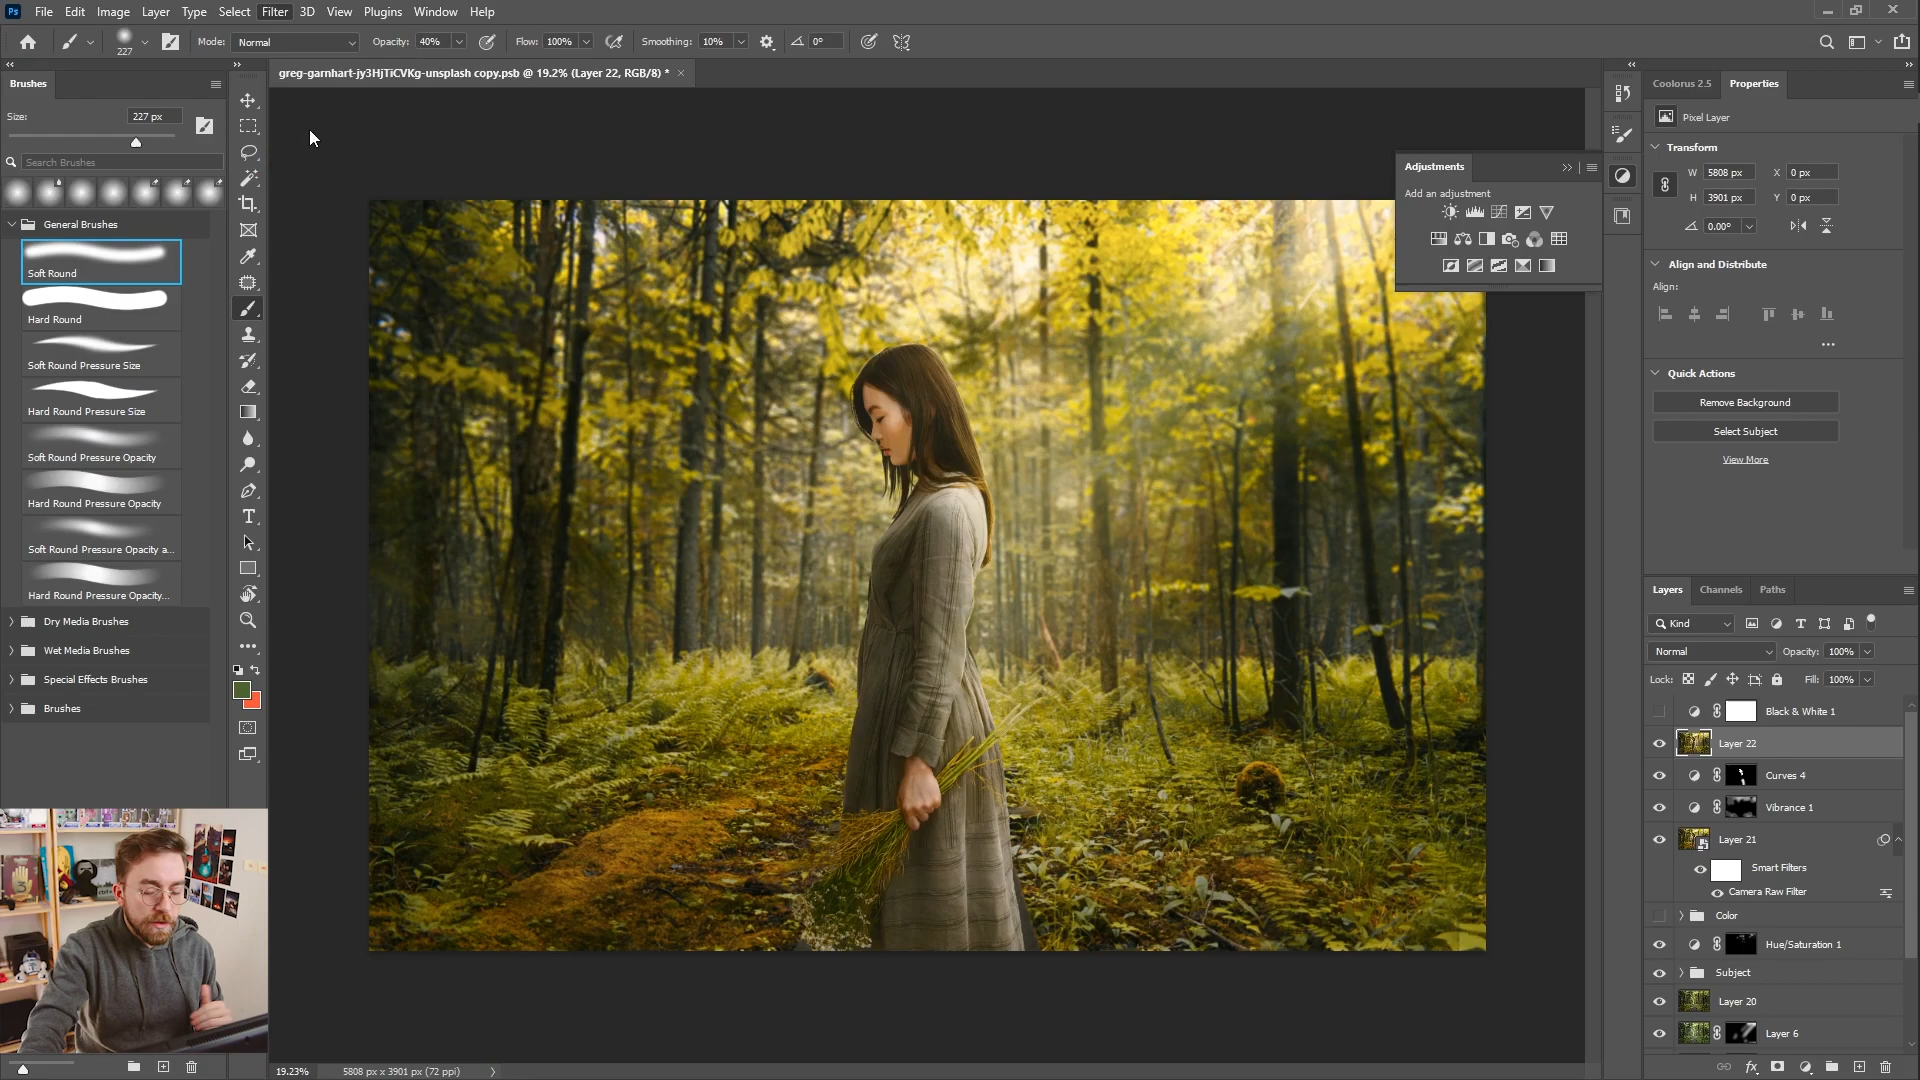 Ps File Edit Image Layer Type Select Filter 3D View Plugins Window Help
227 Mode: Normal Opacity: 40% Flow: 100% Smoothing: 10% 0°
greg-garnhart-jy3HjTiCVKg-unsplash copy.psb @ 19.2% (Layer 22, RGB/8) *
Brushes
Size: 227 px
Search Brushes
General Brushes
Soft Round
Hard Round
Soft Round Pressure Size
Hard Round Pressure Size
Soft Round Pressure Opacity
Hard Round Pressure Opacity
Soft Round Pressure Opacity a...
Hard Round Pressure Opacity...
Dry Media Brushes
Wet Media Brushes
Special Effects Brushes
Brushes
Adjustments
Add an adjustment
Coolorus 2.5 Properties
Pixel Layer
Transform
W 5808 px X 0 px
H 3901 px Y 0 px
0.00°
Align and Distribute
Align:
Quick Actions
Remove Background
Select Subject
View More
Layers Channels Paths
Kind
Normal Opacity: 100%
Lock: Fill: 100%
Black & White 1
Layer 22
Curves 4
Vibrance 1
Layer 21
Smart Filters
Camera Raw Filter
Color
Hue/Saturation 1
Subject
Layer 20
Layer 6
19.23% 5808 px x 3901 px (72 ppi)